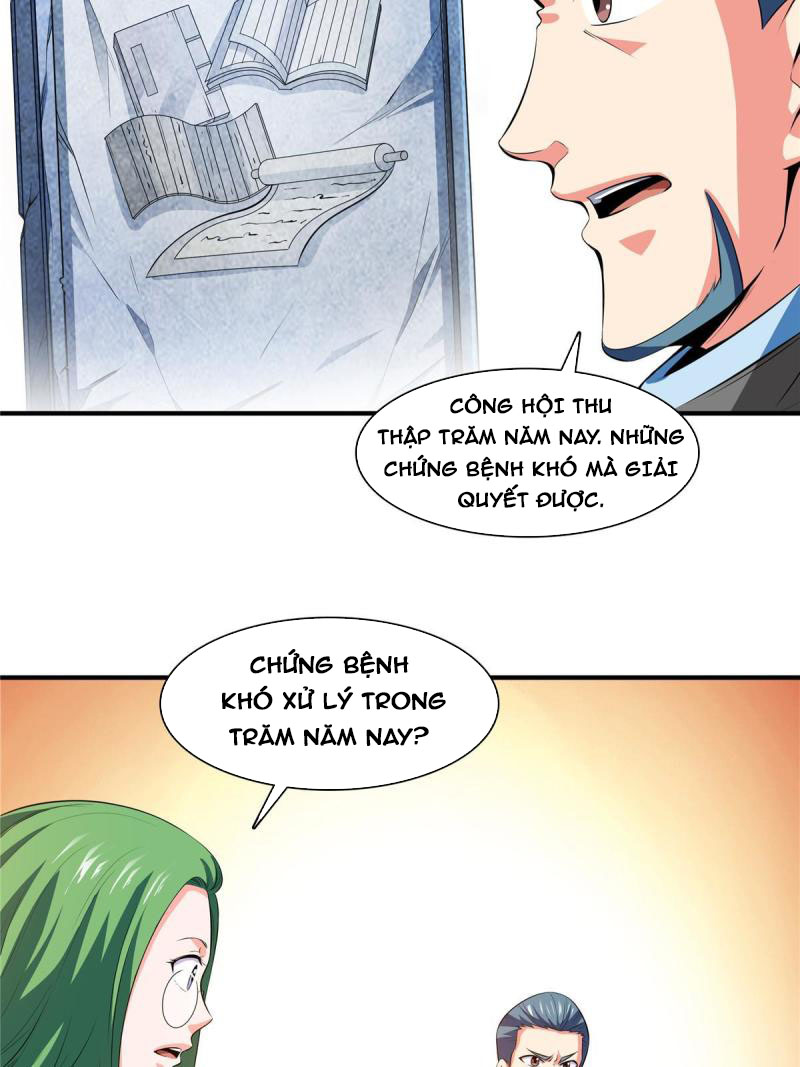 CÔNG HỘI THU
THẬP TRĂM NĂM NAY. NHỮNG
CHỨNG BỆNH KHÓ MÀ GIẢI
QUYẾT ĐƯỢC.
CHỨNG BỆNH
KHÓ XỬ LÝ TRONG
TRĂM NĂM NAY?